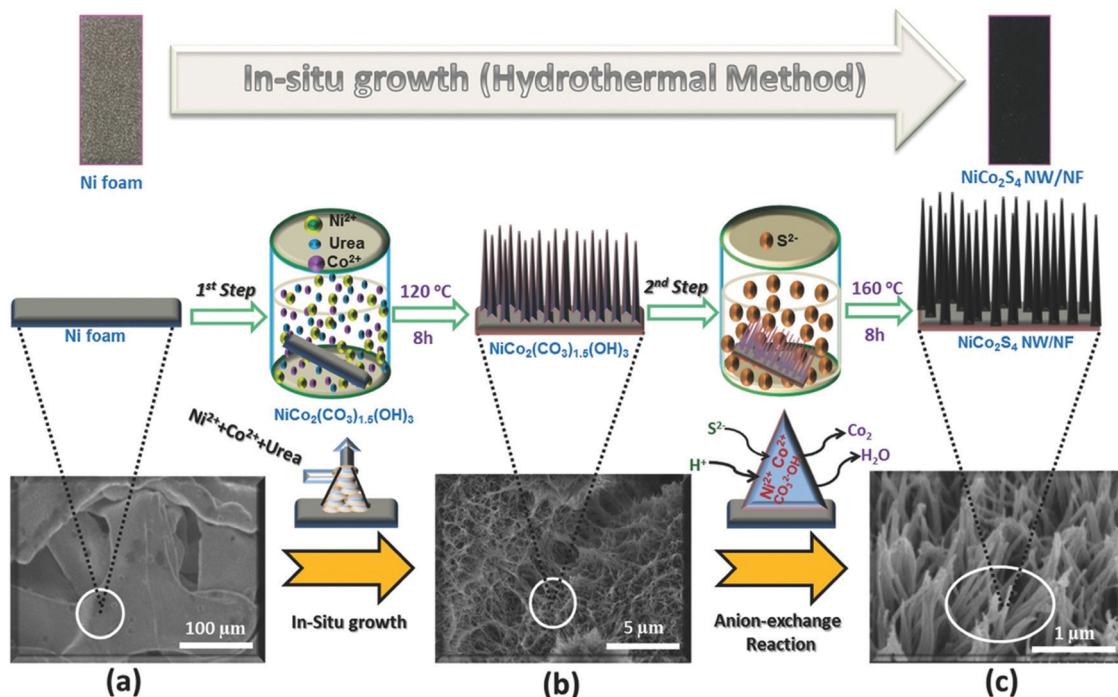 In-situ growth (Hydrothermal Method)
Ni foam
NiCo₂S₄ NW/NF
Ni²⁺
Urea
Co²⁺
S²⁻
1ˢᵗ Step
120 ºC
8h
2ⁿᵈ Step
160 ºC
8h
Ni foam
NiCo₂(CO₃)₁.₅(OH)₃
NiCo₂S₄ NW/NF
NiCo₂(CO₃)₁.₅(OH)₃
Ni²⁺+Co²⁺+Urea
S²⁻
H⁺
Ni²⁺ Co²⁺
CO₃²⁻OH
Co₂
H₂O
In-Situ growth
Anion-exchange
Reaction
100 µm
5 µm
1 µm
(a)
(b)
(c)